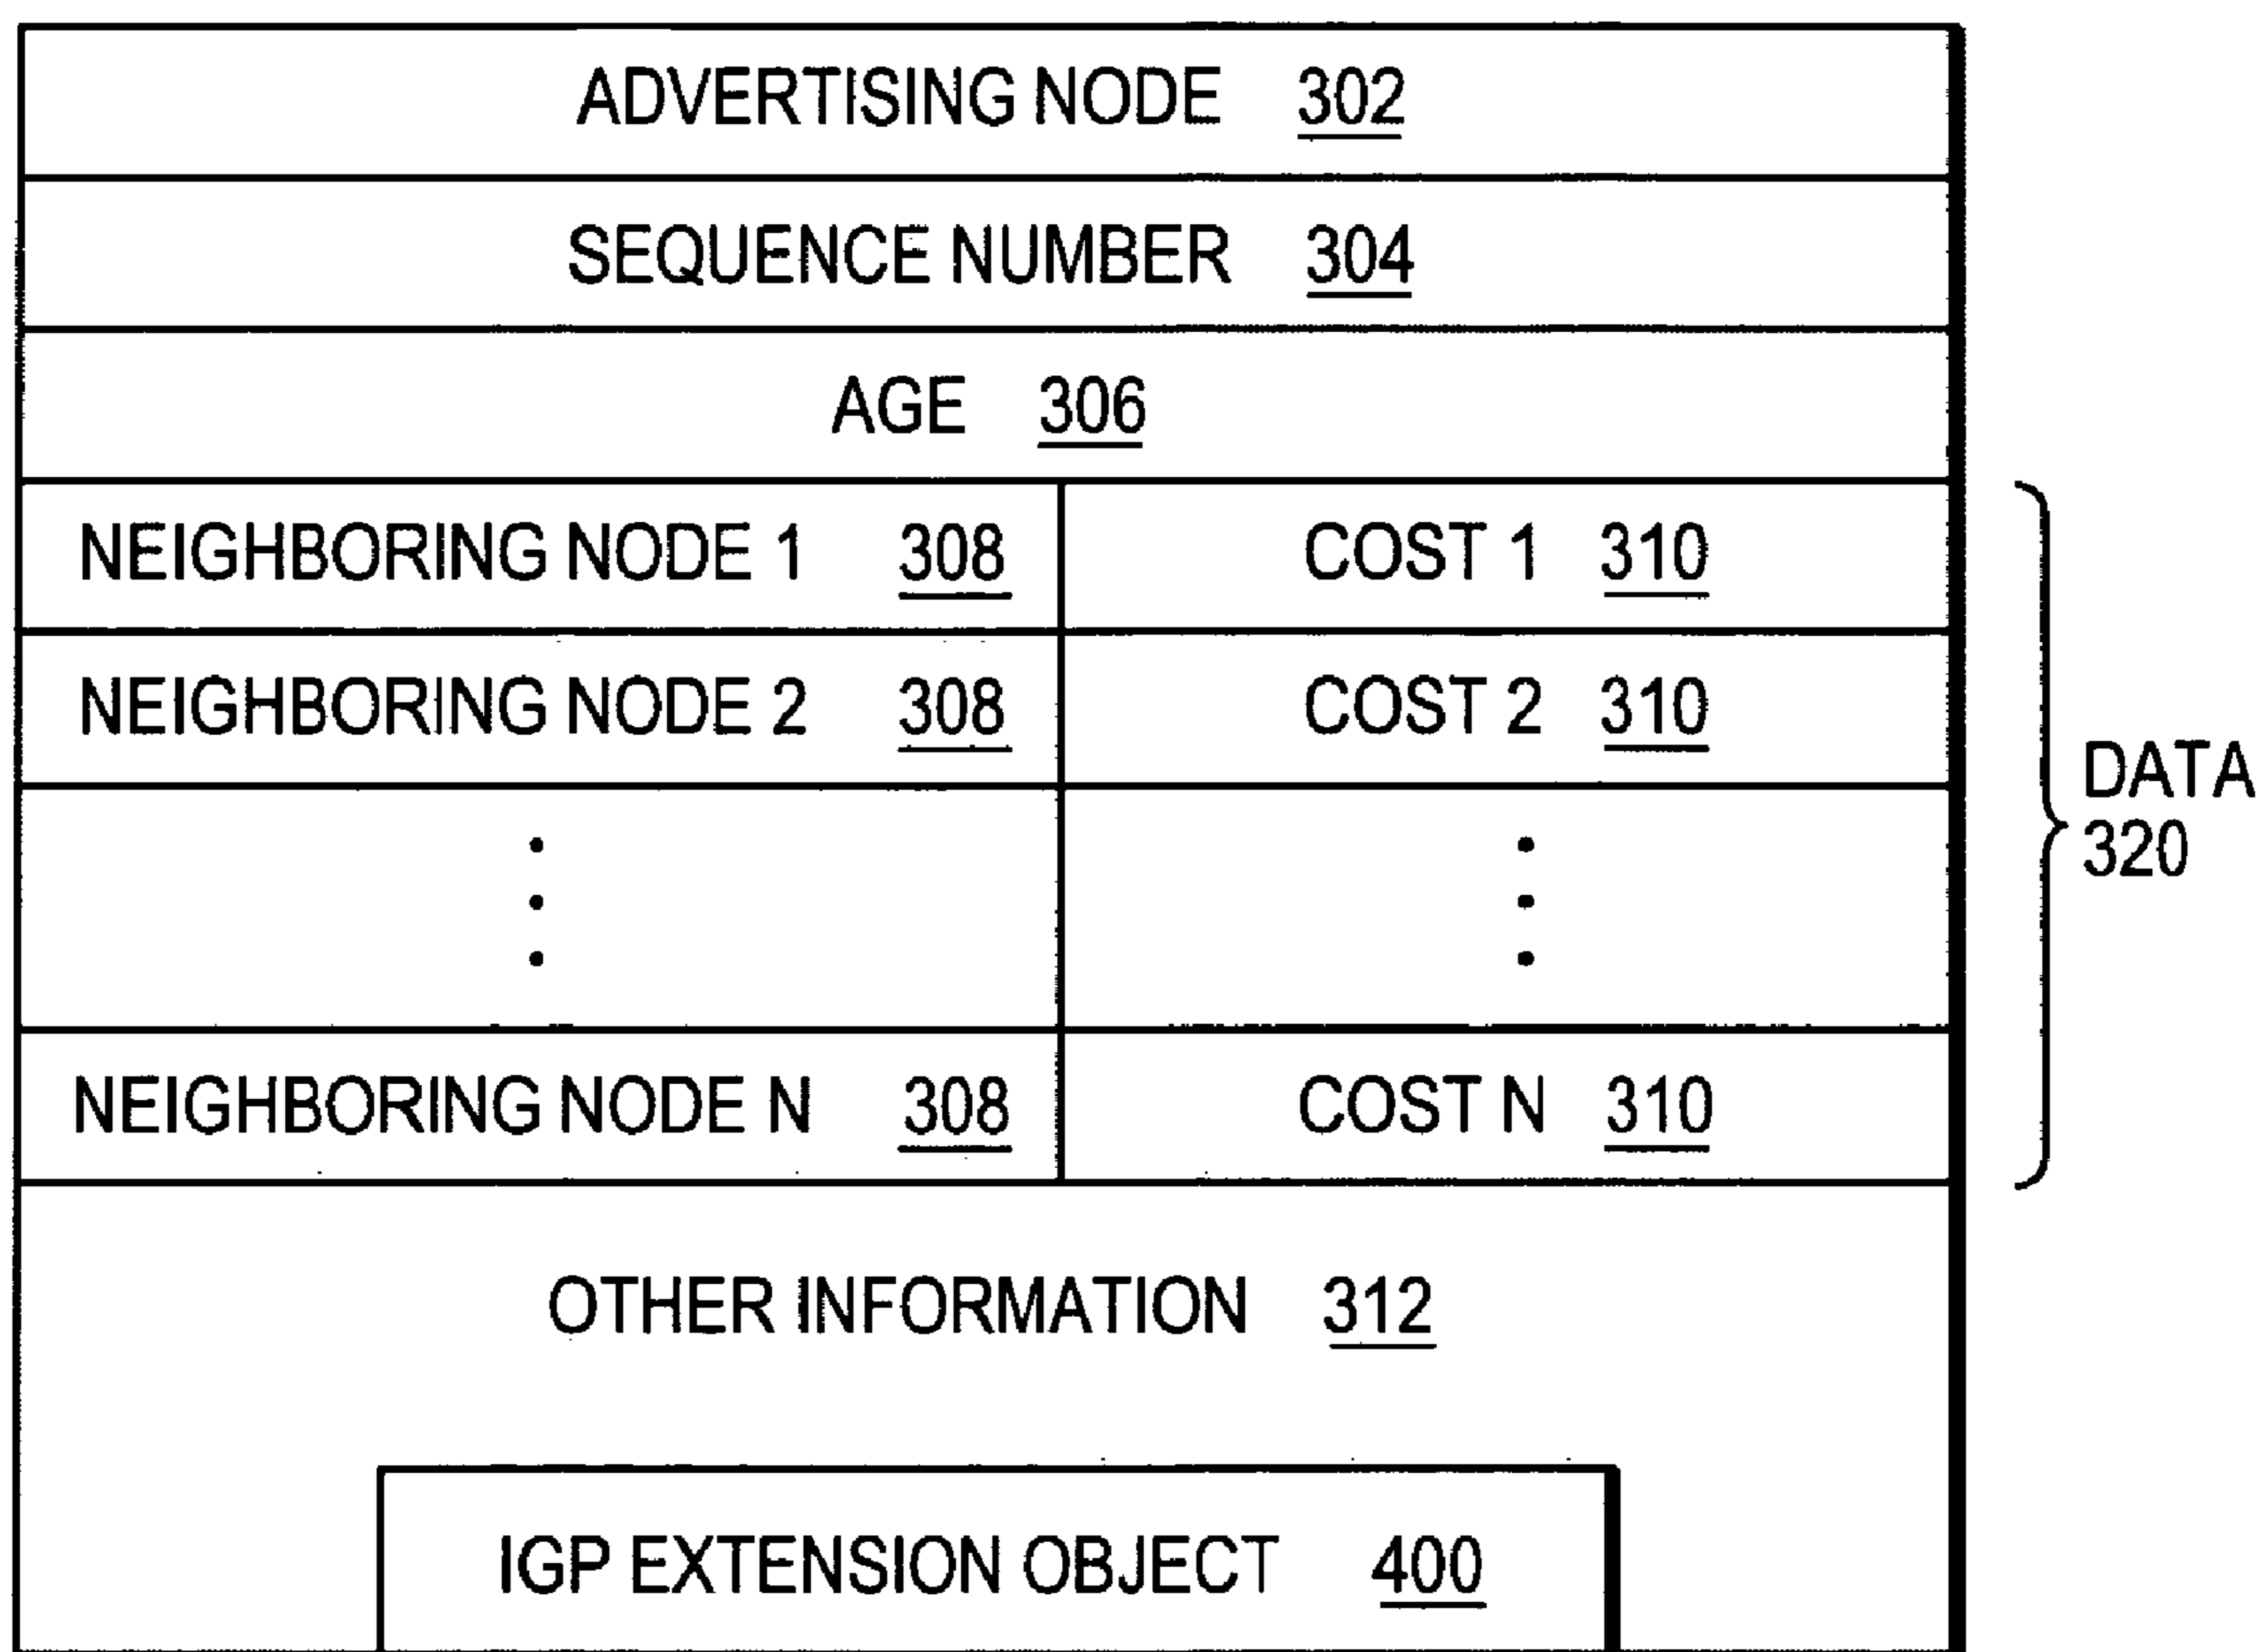 ADVERTISING NODE 302
SEQUENCE NUMBER 304
AGE 306
NEIGHBORING NODE 1 308 COST 1 310
NEIGHBORING NODE 2 308 COST 2 310
NEIGHBORING NODE N 308 COST N 310
DATA
320
OTHER INFORMATION 312
IGP EXTENSION OBJECT 400